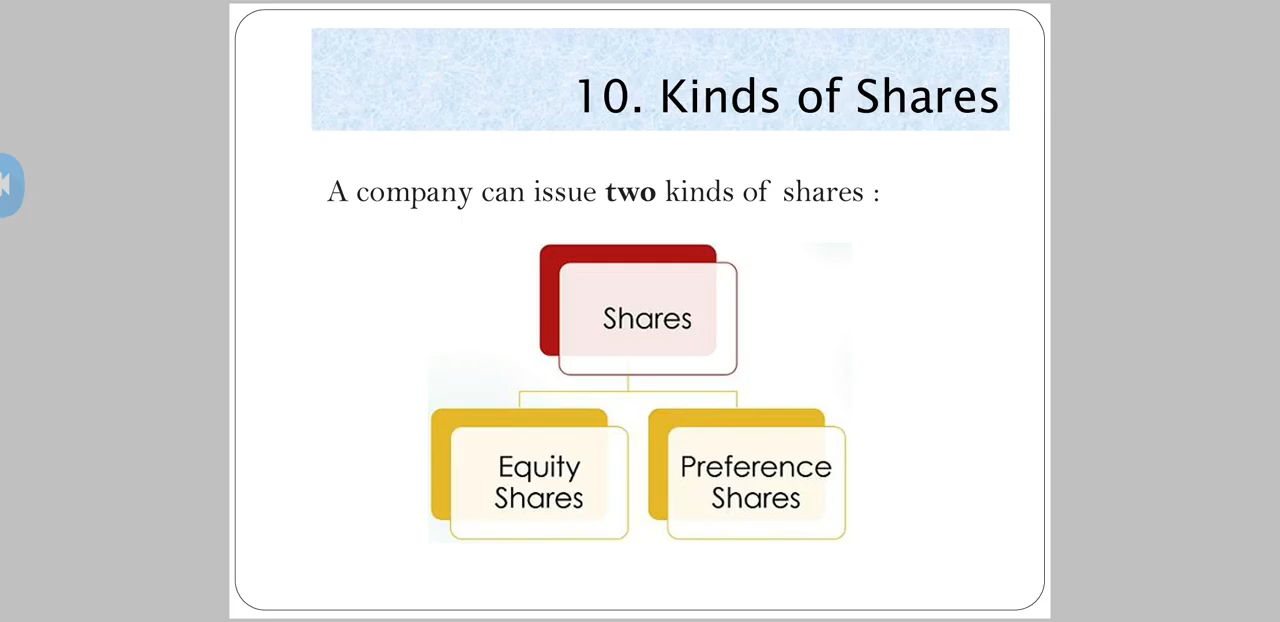 10. Kinds of Shares
A company can issue two kinds of shares :
Shares
Equity
Shares
Preference
Shares